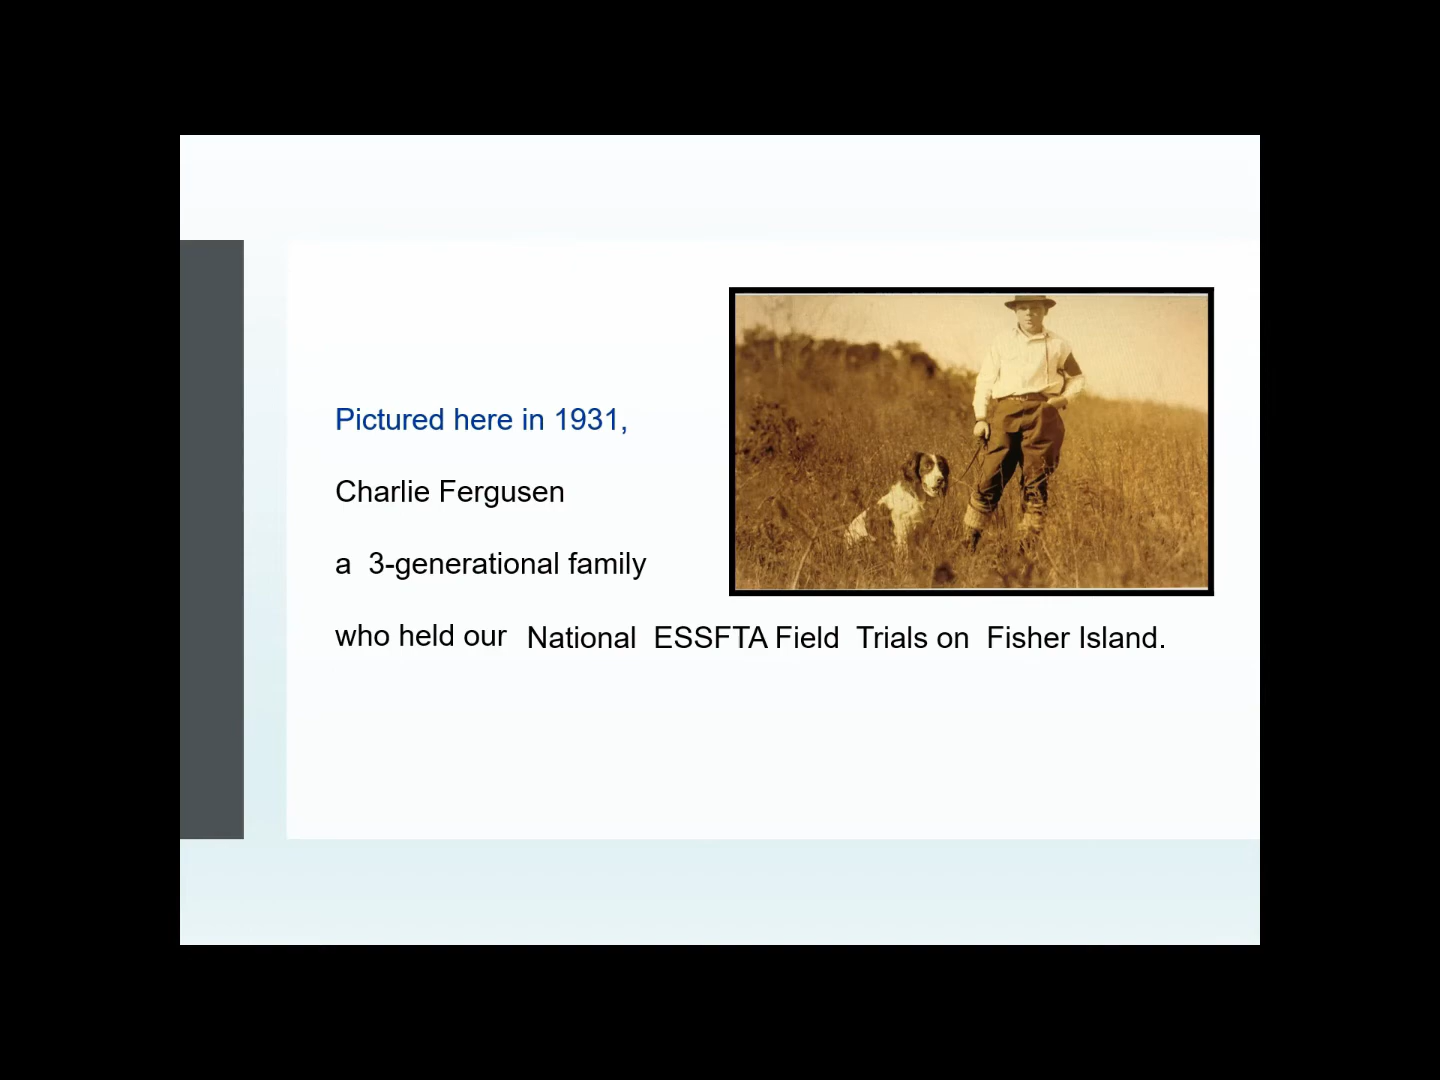 Pictured here in 1931,
Charlie Fergusen
a 3-generational family
who held our National ESSFTA Field Trials on Fisher Island.